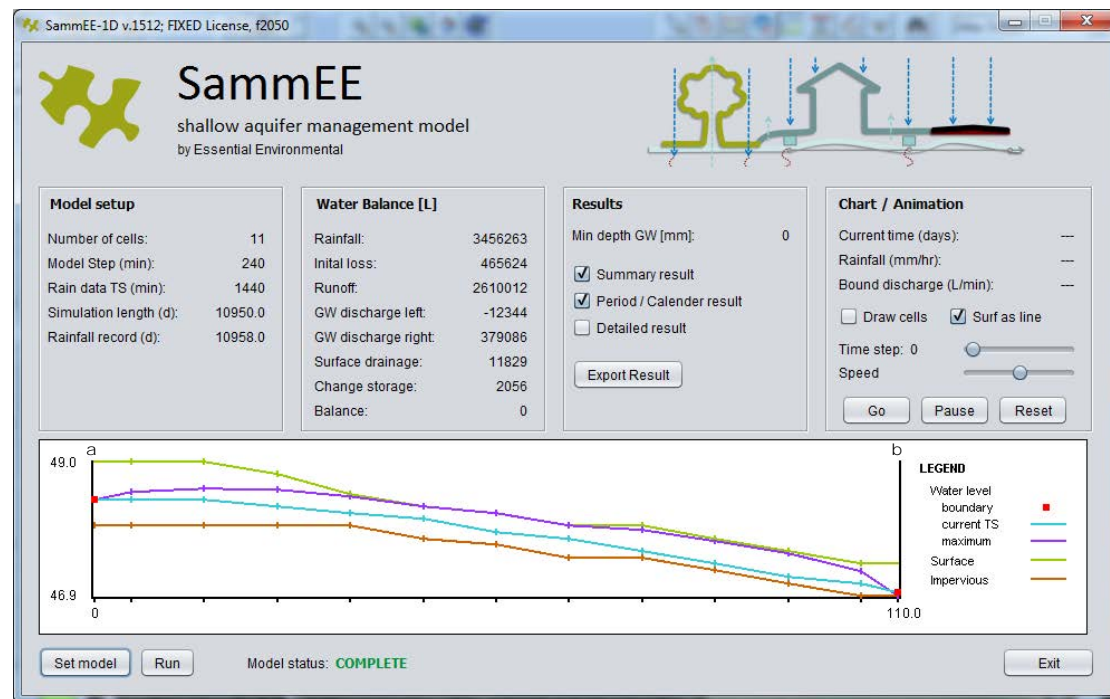 SammEE-1D v.1512; FIXED License, f2050
SammEE
shallow aquifer management model
by Essential Environmental
Model setup
Number of cells: 11
Model Step (min): 240
Rain data TS (min): 1440
Simulation length (d): 10950.0
Rainfall record (d): 10958.0
Water Balance [L]
Rainfall: 3456263
Inital loss: 465624
Runoff: 2610012
GW discharge left: -12344
GW discharge right: 379086
Surface drainage: 11829
Change storage: 2056
Balance: 0
Results
Min depth GW [mm]: 0
Summary result
Period / Calender result
Detailed result
Export Result
Chart / Animation
Current time (days): ---
Rainfall (mm/hr): ---
Bound discharge (L/min): ---
Draw cells Surf as line
Time step: 0
Speed
Go Pause Reset
a b
49.0
46.9
0 110.0
LEGEND
Water level
boundary
current TS
maximum
Surface
Impervious
Set model Run Model status: COMPLETE Exit